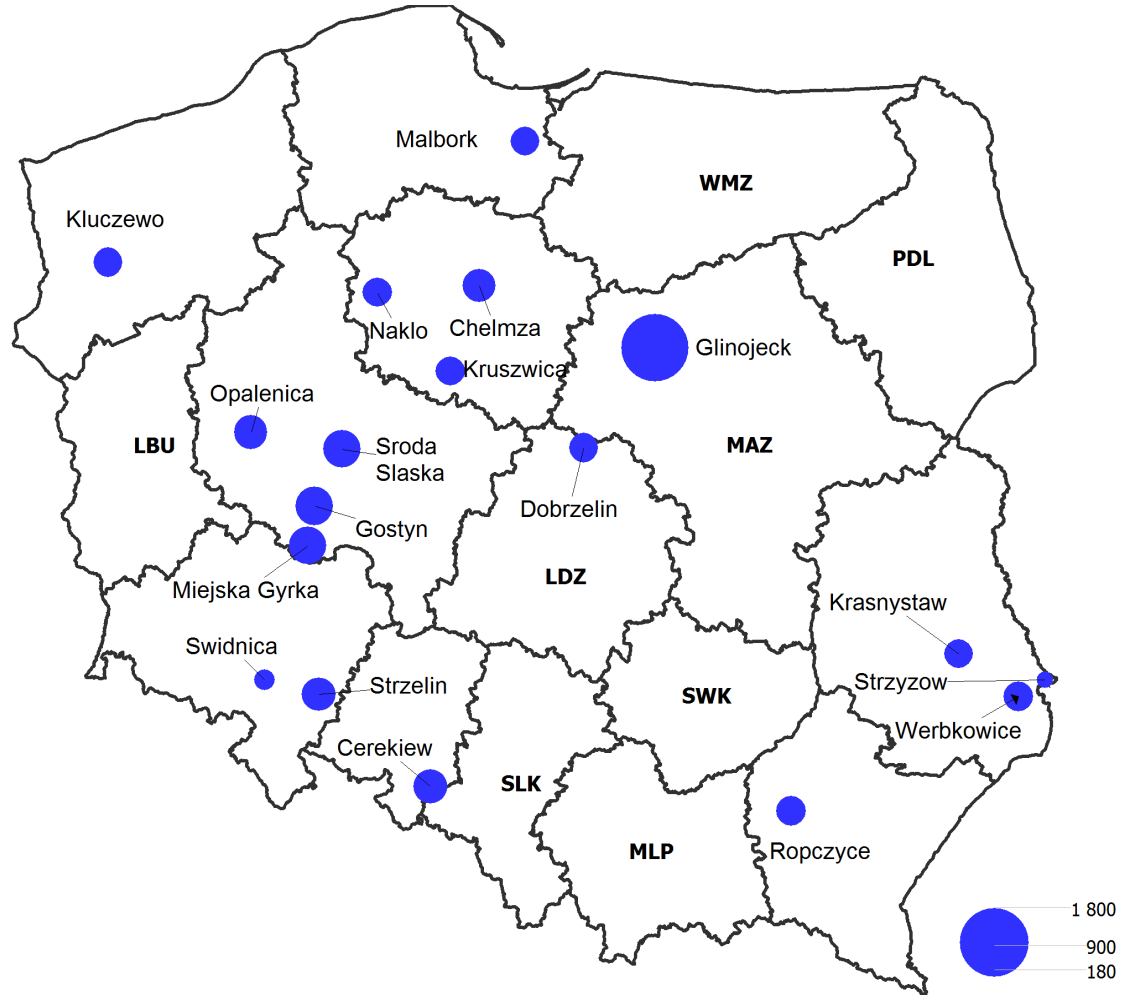 Malbork
WMZ
Kluczewo
PDL
Naklo
Chelmza
Glinojeck
Kruszwica
Opalenica
LBU
Sroda
Slaska
MAZ
Dobrzelin
Gostyn
LDZ
Miejska Gyrka
Krasnystaw
Swidnica
Strzelin
Strzyzow
SWK
Werbkowice
Cerekiew
SLK
MLP
Ropczyce
1 800
900
180